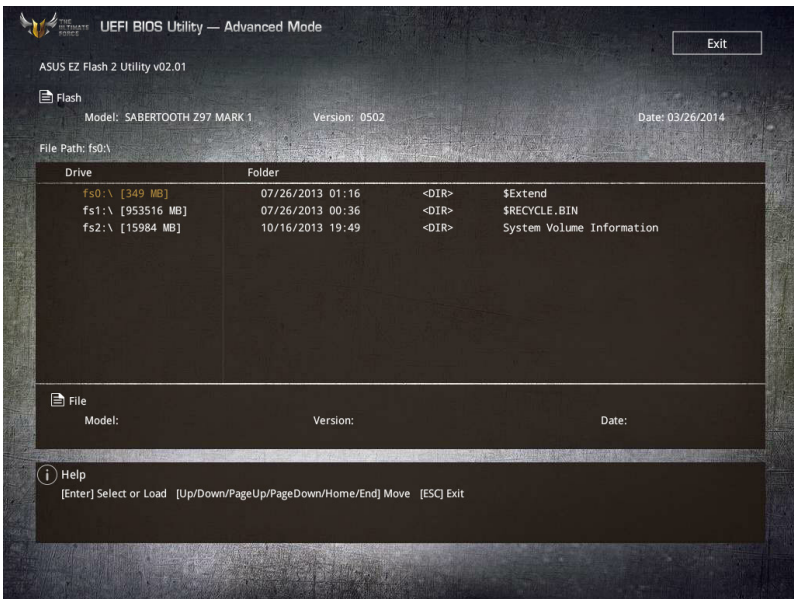 THE ULTIMATE FORCE
UEFI BIOS Utility — Advanced Mode
Exit
ASUS EZ Flash 2 Utility v02.01
Flash
Model: SABERTOOTH Z97 MARK 1 Version: 0502 Date: 03/26/2014
File Path: fs0:\
Drive Folder
fs0:\ [349 MB] 07/26/2013 01:16 <DIR> $Extend
fs1:\ [953516 MB] 07/26/2013 00:36 <DIR> $RECYCLE.BIN
fs2:\ [15984 MB] 10/16/2013 19:49 <DIR> System Volume Information
File
Model: Version: Date:
Help
[Enter] Select or Load [Up/Down/PageUp/PageDown/Home/End] Move [ESC] Exit